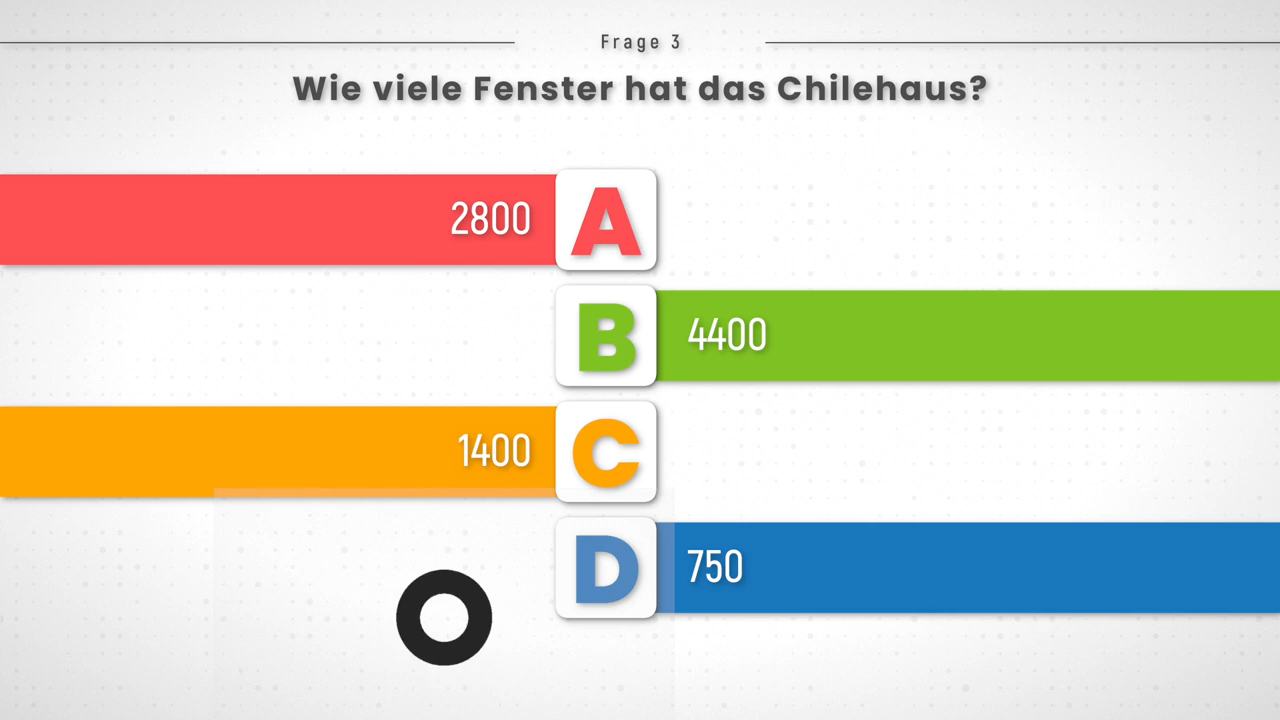 Frage 3
Wie viele Fenster hat das Chilehaus?
2800 A
B 4400
1400 C
D 750